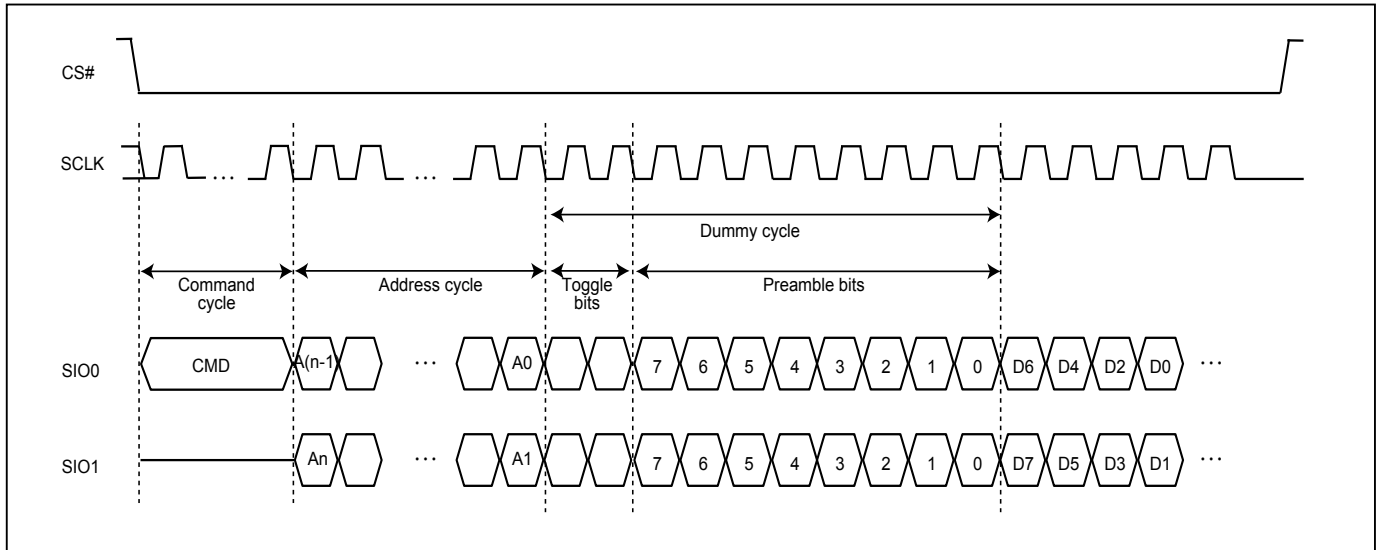 CS#
SCLK
...
...
Dummy cycle
Command
cycle
Address cycle
Toggle
bits
Preamble bits
SIO0
CMD
A(n-1)
...
A0
7 6 5 4 3 2 1 0
D6 D4 D2 D0
...
SIO1
An
...
A1
7 6 5 4 3 2 1 0
D7 D5 D3 D1
...